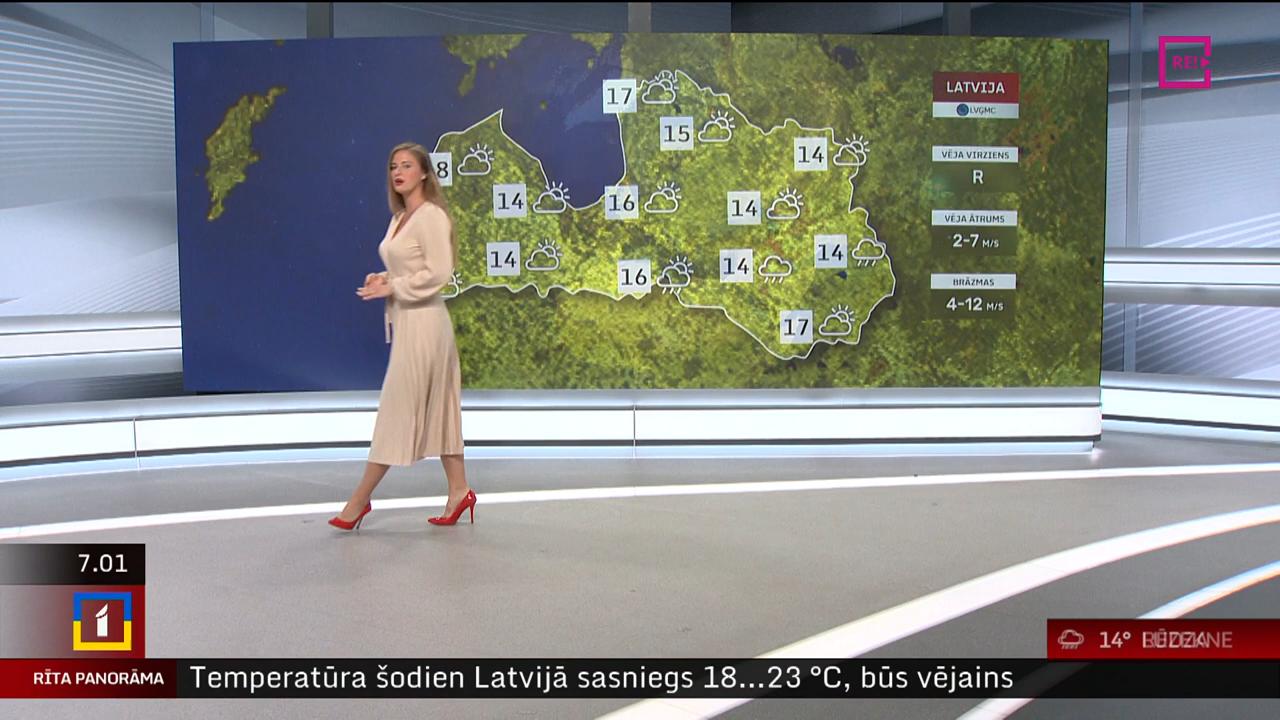 RE!
LATVIJA
LVĢMC
VĒJA VIRZIENS
R
VĒJA ĀTRUMS
2-7 M/S
BRĀZMAS
4-12 M/S
17
15
14
8
14
16
14
14
16
14
14
17
7.01
1
14°
RĪTA PANORĀMA
Temperatūra šodien Latvijā sasniegs 18...23 °C, būs vējains